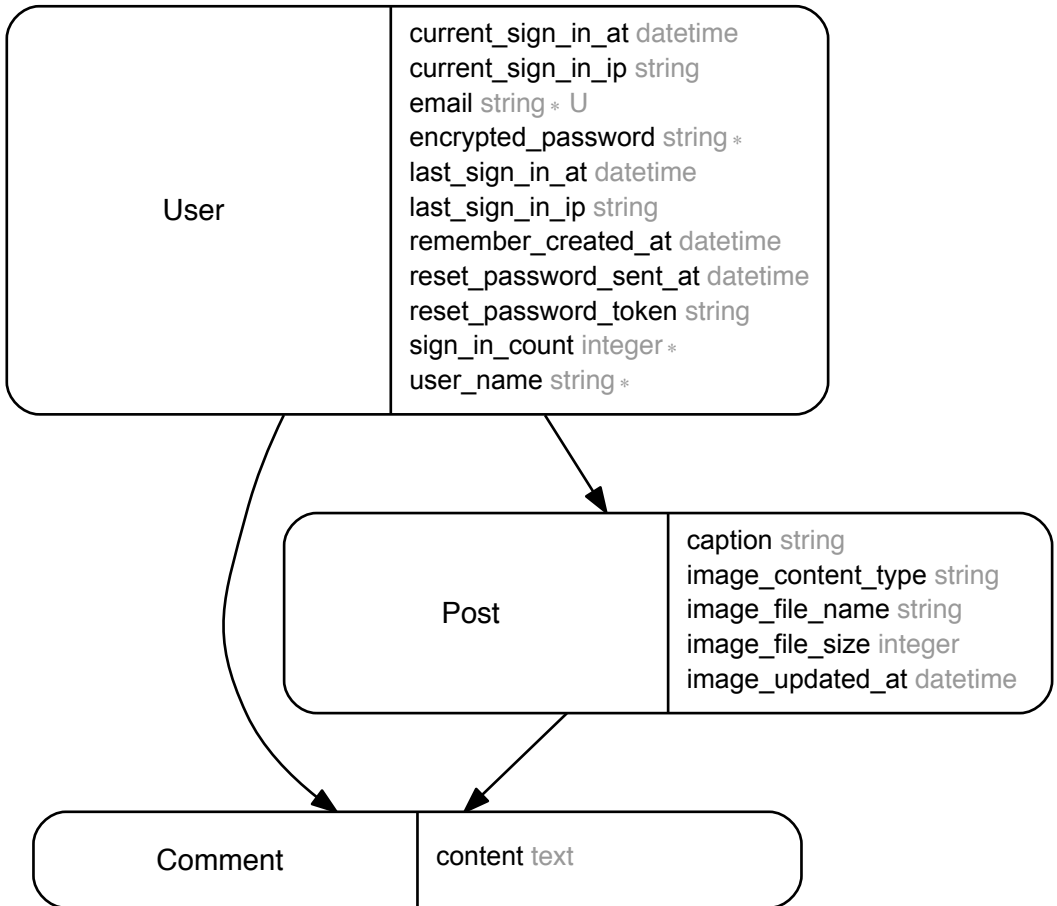 User
current_sign_in_at datetime
current_sign_in_ip string
email string * U
encrypted_password string *
last_sign_in_at datetime
last_sign_in_ip string
remember_created_at datetime
reset_password_sent_at datetime
reset_password_token string
sign_in_count integer *
user_name string *
Post
caption string
image_content_type string
image_file_name string
image_file_size integer
image_updated_at datetime
Comment
content text